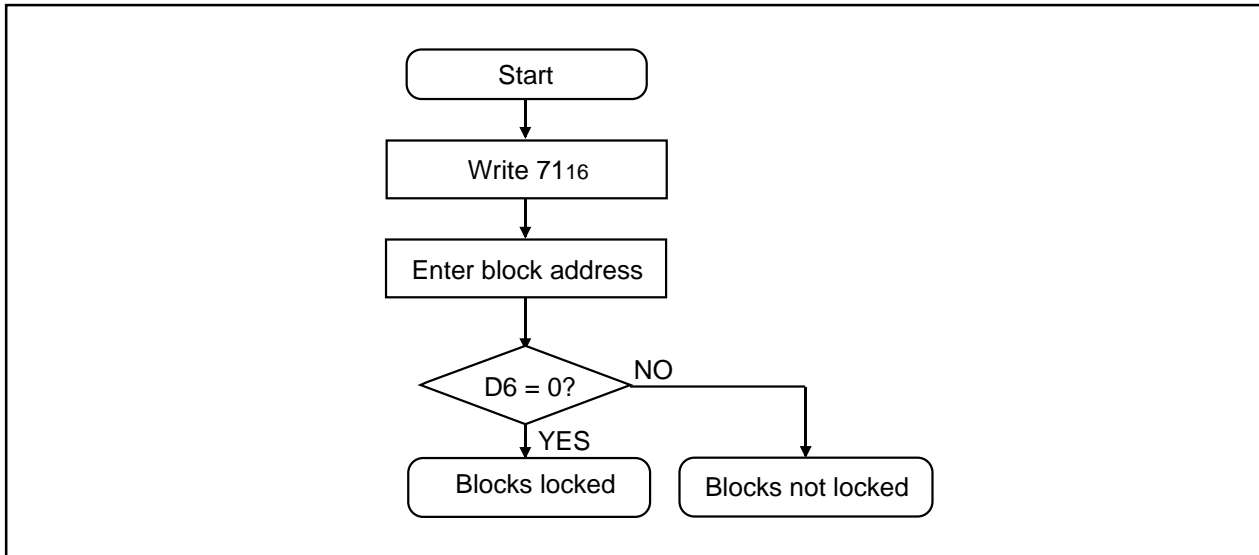 Start
Write 7116
Enter block address
D6 = 0?
NO
YES
Blocks locked
Blocks not locked